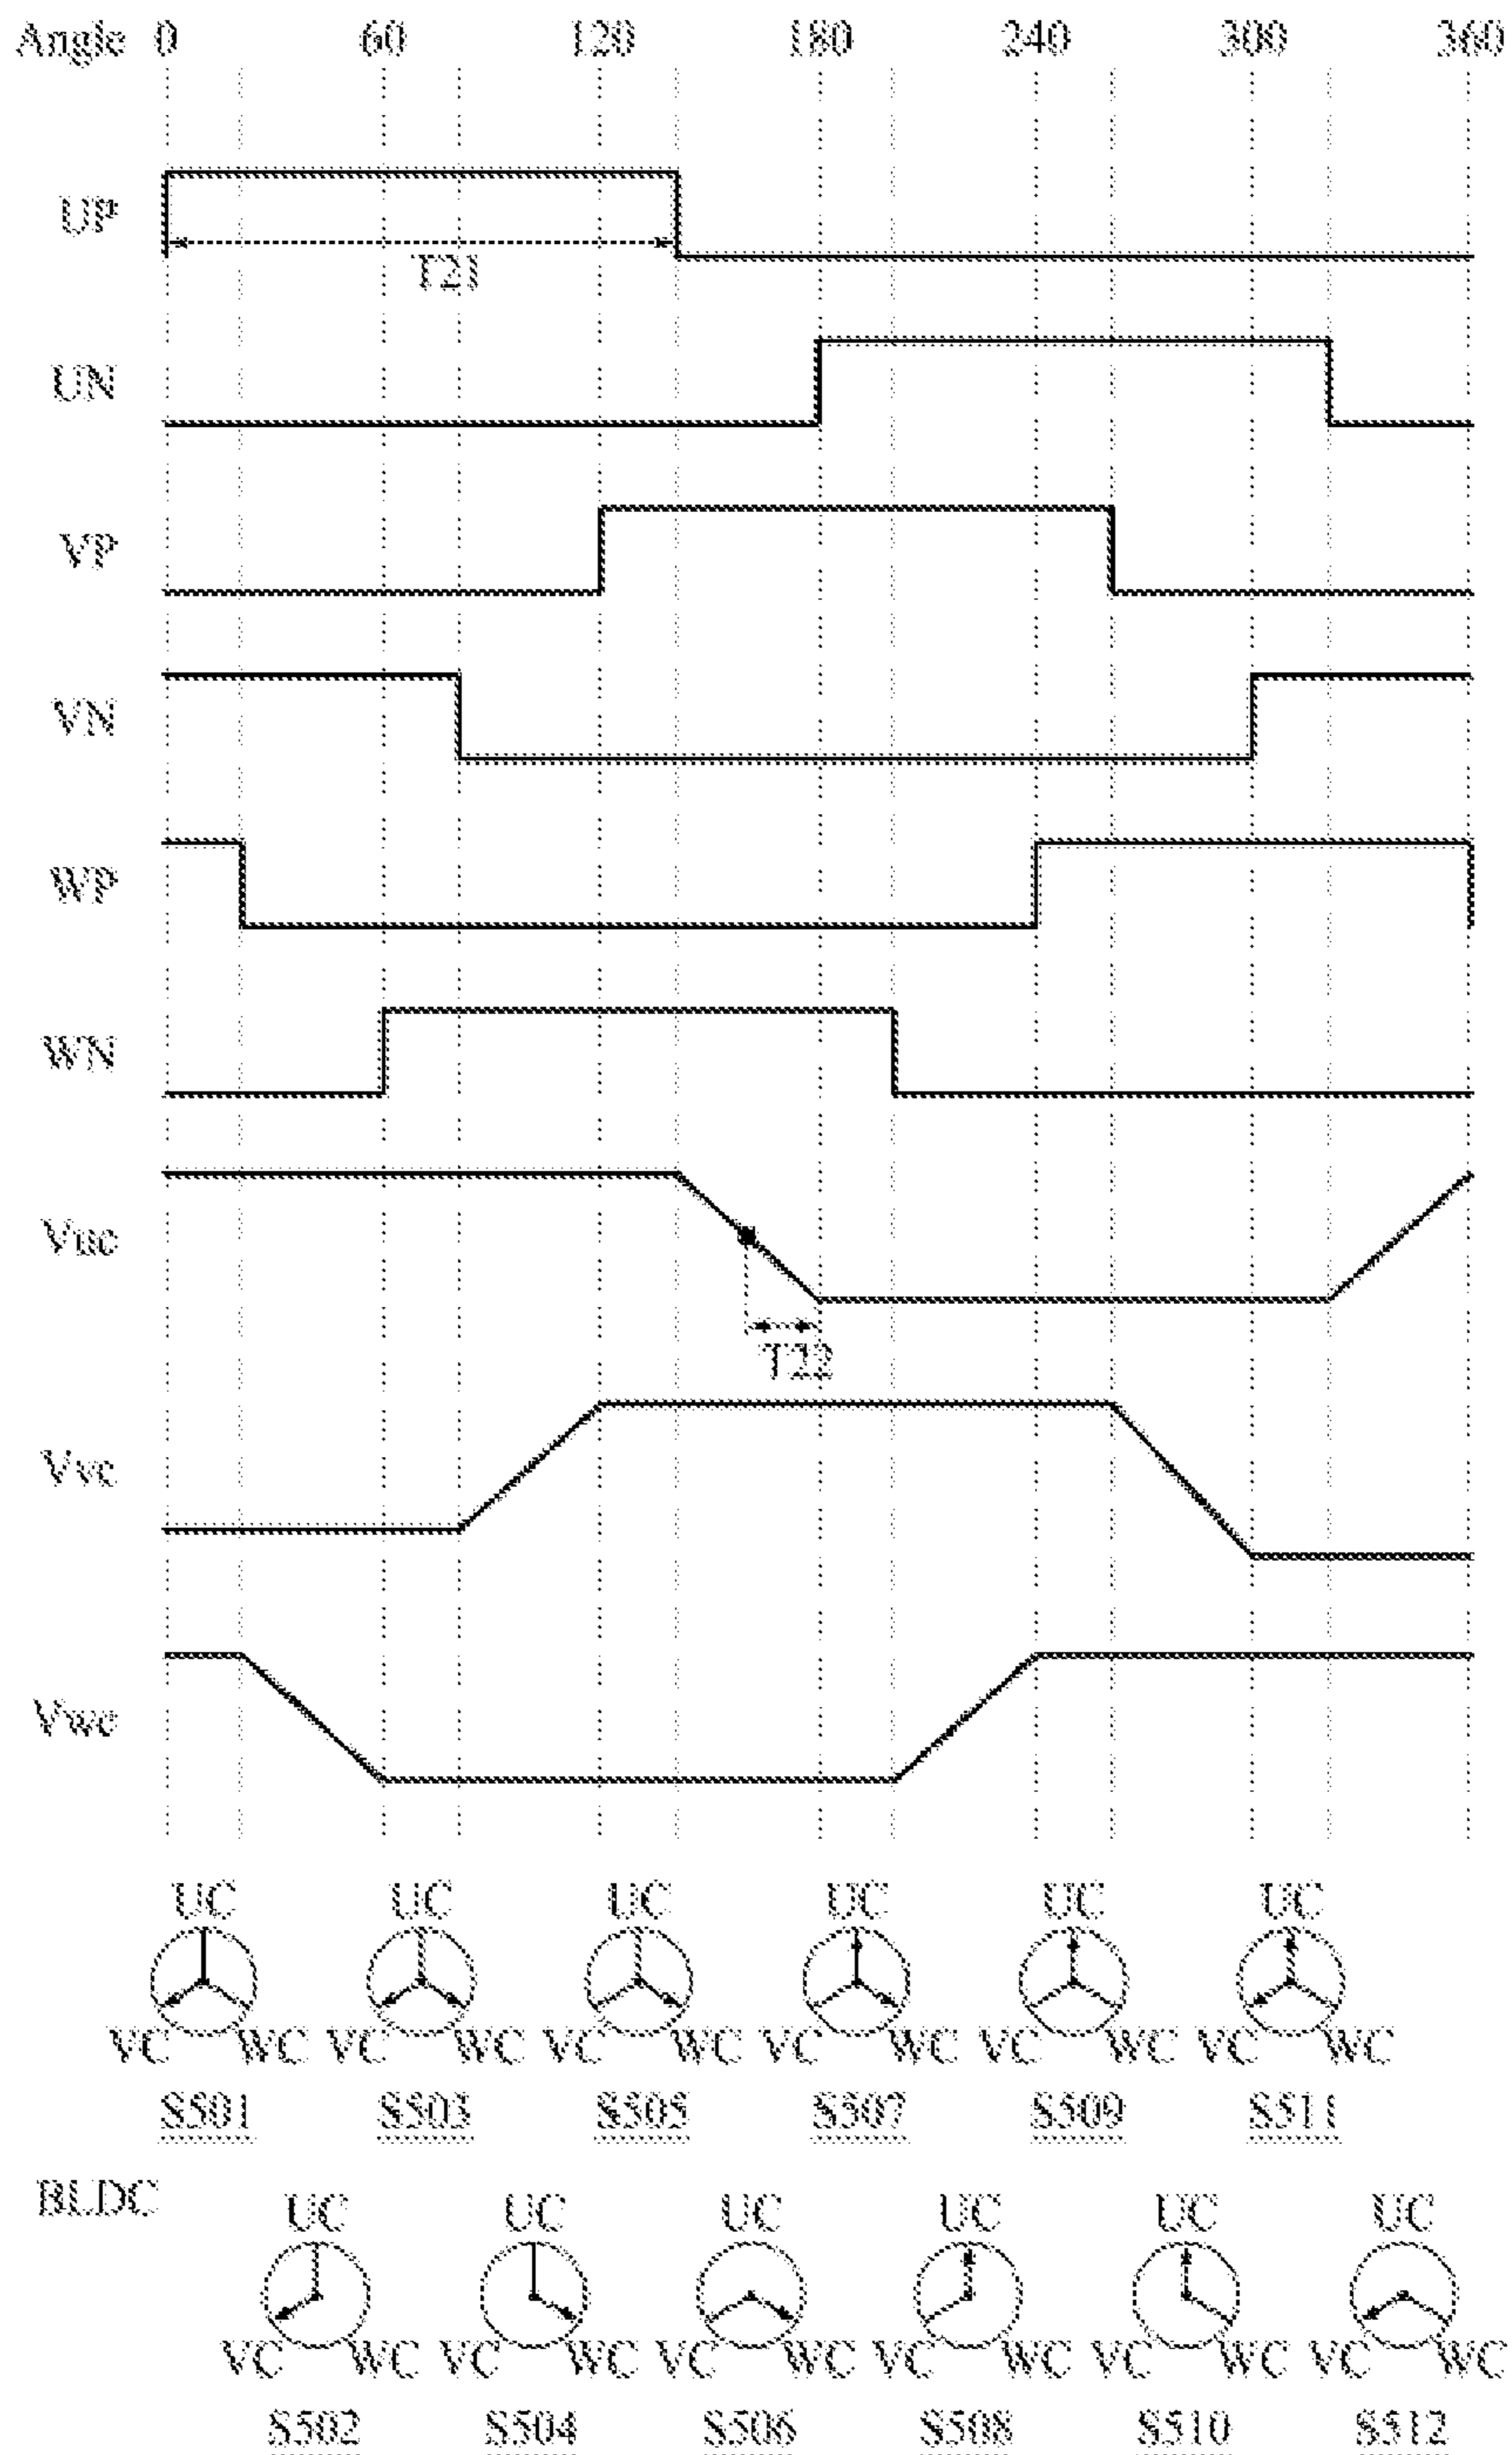 Angle 0 60 120 180 240 300 360
UP
T21
UN
VP
VN
WP
WN
Vuc
T22
Vvc
Vwc
UC UC UC UC UC UC
VC WC VC WC VC WC VC WC VC WC VC WC
S501 S503 S505 S507 S509 S511
BLDC
UC UC UC UC UC UC
VC WC VC WC VC WC VC WC VC WC VC WC
S502 S504 S506 S508 S510 S512